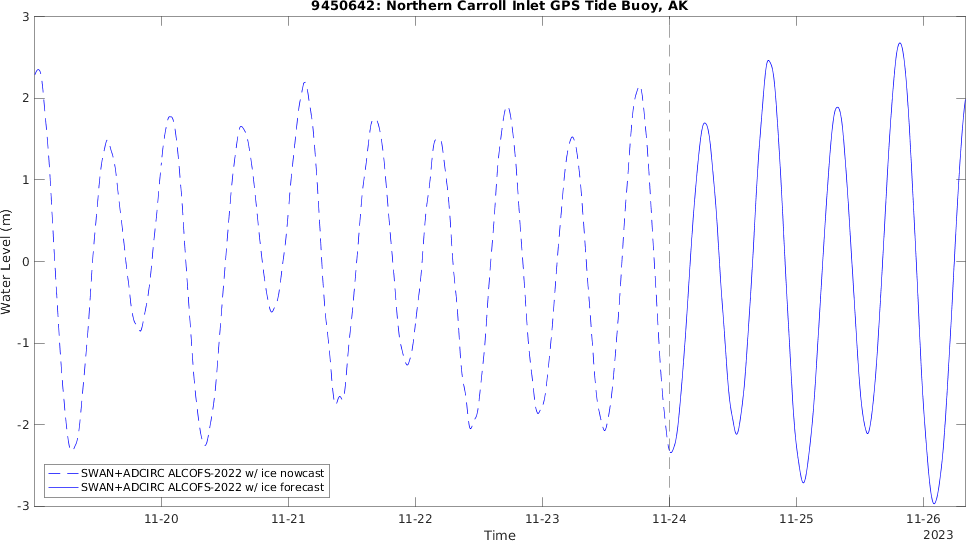 9450642: Northern Carroll Inlet GPS Tide Buoy, AK
Water Level (m)
3
2
1
0
-1
-2
-3
SWAN+ADCIRC ALCOFS-2022 w/ ice nowcast
SWAN+ADCIRC ALCOFS-2022 w/ ice forecast
11-20 11-21 11-22 11-23 11-24 11-25 11-26
Time
2023